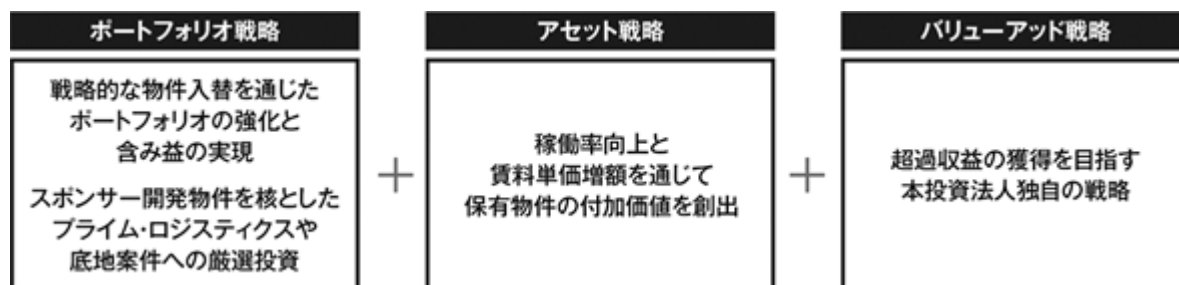 ポートフォリオ戦略
戦略的な物件入替を通じた
ポートフォリオの強化と
含み益の実現
スポンサー開発物件を核とした
プライム・ロジスティクスや
底地案件への厳選投資
+
アセット戦略
稼働率向上と
賃料単価増額を通じて
保有物件の付加価値を創出
+
バリューアッド戦略
超過収益の獲得を目指す
本投資法人独自の戦略